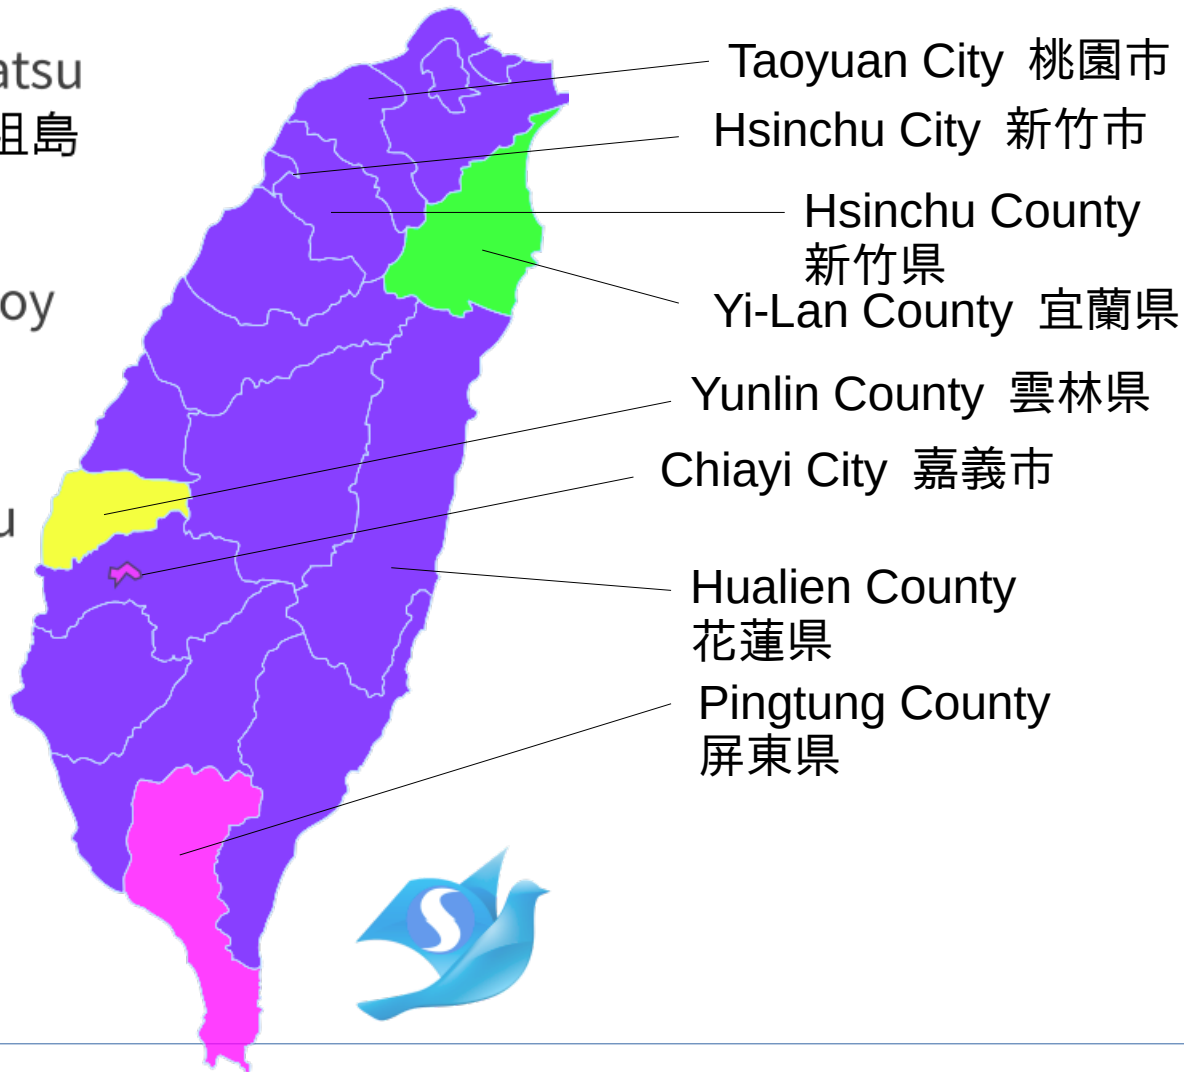 atsu
祖島
Taoyuan City 桃園市
Hsinchu City 新竹市
Hsinchu County
新竹県
oy
Yi-Lan County 宜蘭県
Yunlin County 雲林県
Chiayi City 嘉義市
u
Hualien County
花蓮県
Pingtung County
屏東県
S